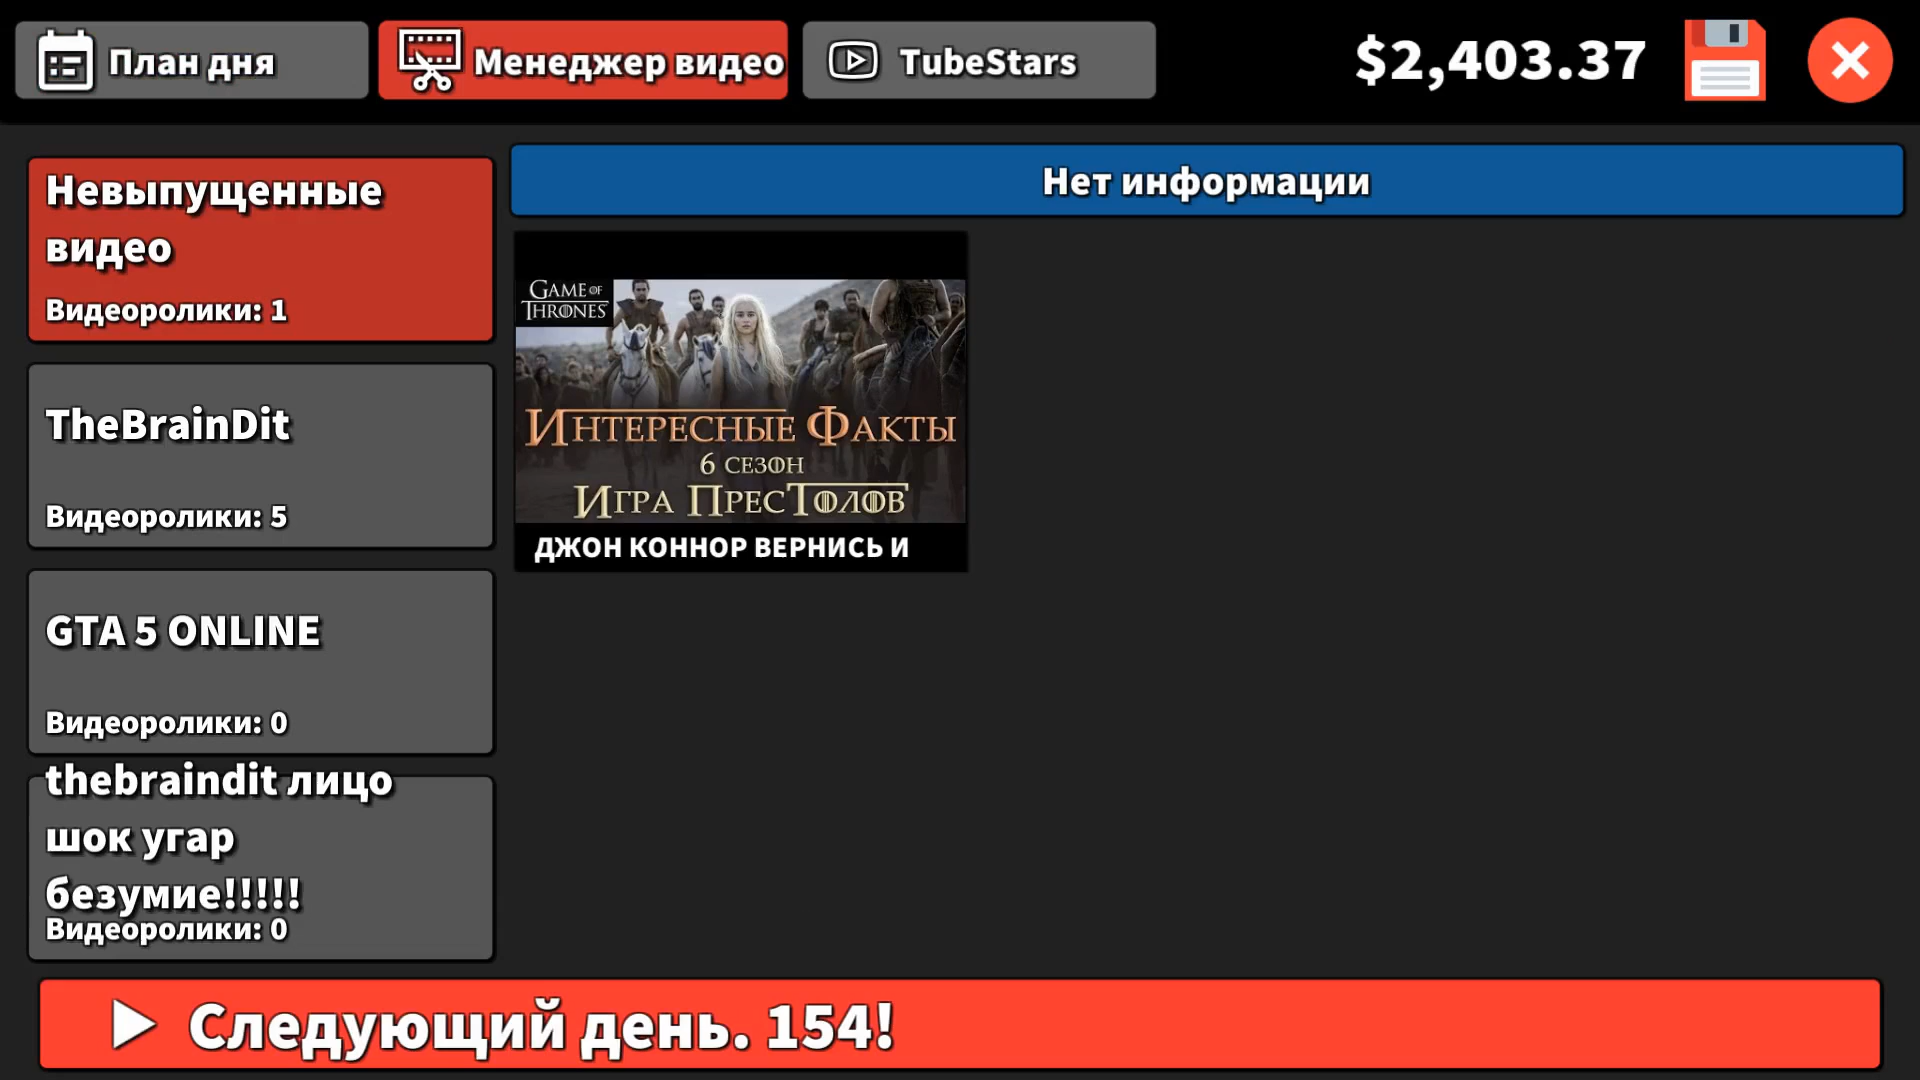 План дня
Менеджер видео
TubeStars
$2,403.37
Невыпущенные
видео
Видеоролики: 1
TheBrainDit
Видеоролики: 5
GTA 5 ONLINE
Видеоролики: 0
thebraindit лицо
шок угар
безумие!!!!!
Видеоролики: 0
Нет информации
GAME OF
THRONES
ИНТЕРЕСНЫЕ ФАКТЫ
6 СЕЗОН
ИГРА ПРЕСТОЛОВ
ДЖОН КОННОР ВЕРНИСЬ И
Следующий день. 154!